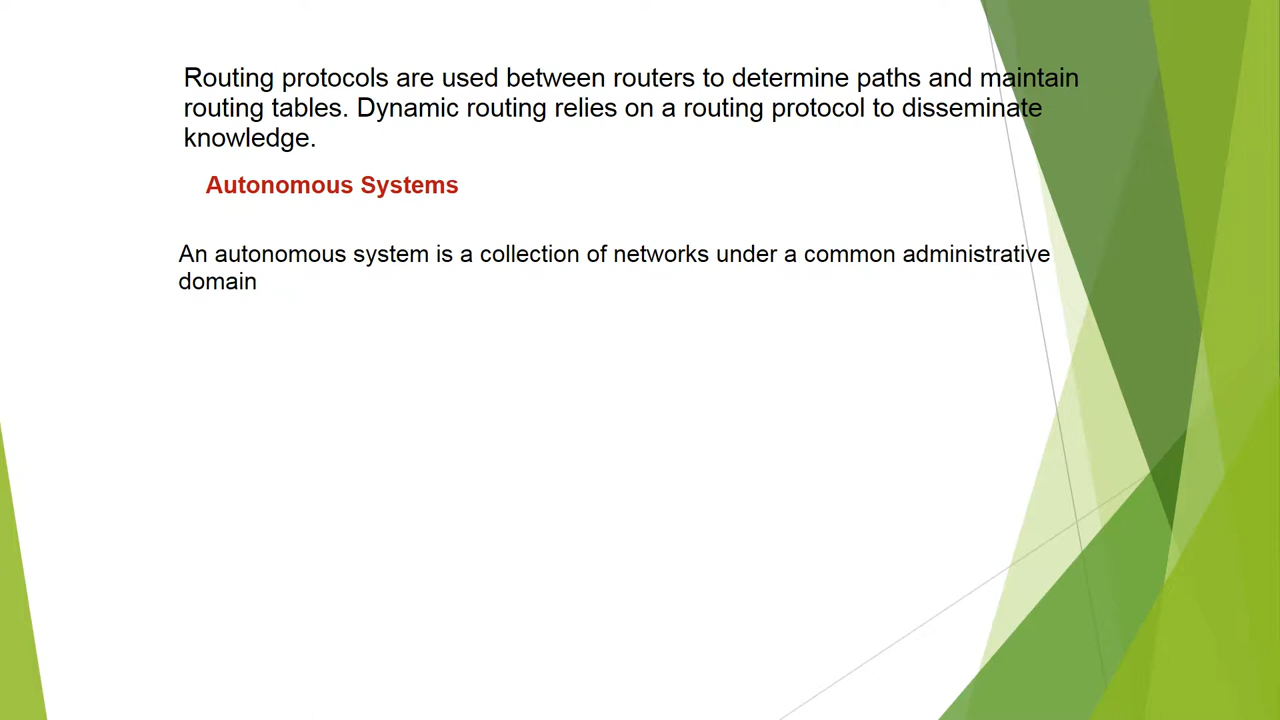 Routing protocols are used between routers to determine paths and maintain
routing tables. Dynamic routing relies on a routing protocol to disseminate
knowledge.
Autonomous Systems
An autonomous system is a collection of networks under a common administrative
domain